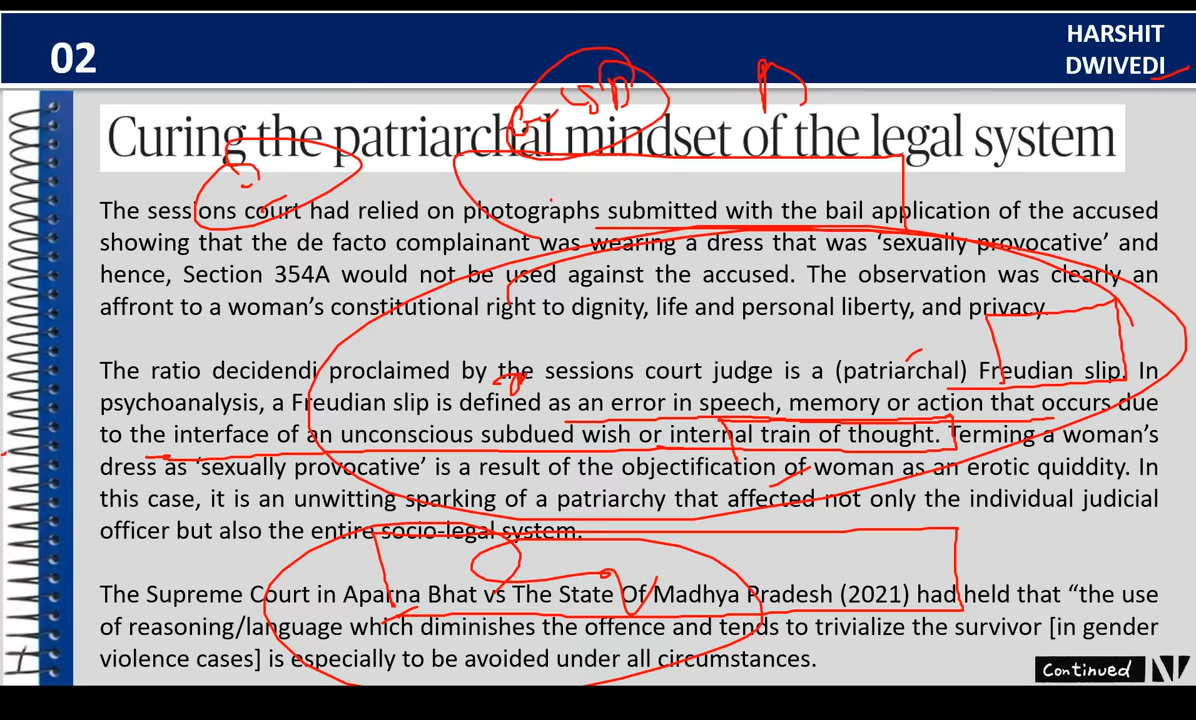 02
HARSHIT
DWIVEDI
Curing the patriarchal mindset of the legal system
The sessions court had relied on photographs submitted with the bail application of the accused
showing that the de facto complainant was wearing a dress that was ‘sexually provocative’ and
hence, Section 354A would not be used against the accused. The observation was clearly an
affront to a woman’s constitutional right to dignity, life and personal liberty, and privacy.
The ratio decidendi proclaimed by the sessions court judge is a (patriarchal) Freudian slip. In
psychoanalysis, a Freudian slip is defined as an error in speech, memory or action that occurs due
to the interface of an unconscious subdued wish or internal train of thought. Terming a woman’s
dress as ‘sexually provocative’ is a result of the objectification of woman as an erotic quiddity. In
this case, it is an unwitting sparking of a patriarchy that affected not only the individual judicial
officer but also the entire socio-legal system.
The Supreme Court in Aparna Bhat vs The State Of Madhya Pradesh (2021) had held that “the use
of reasoning/language which diminishes the offence and tends to trivialize the survivor [in gender
violence cases] is especially to be avoided under all circumstances.
Continued